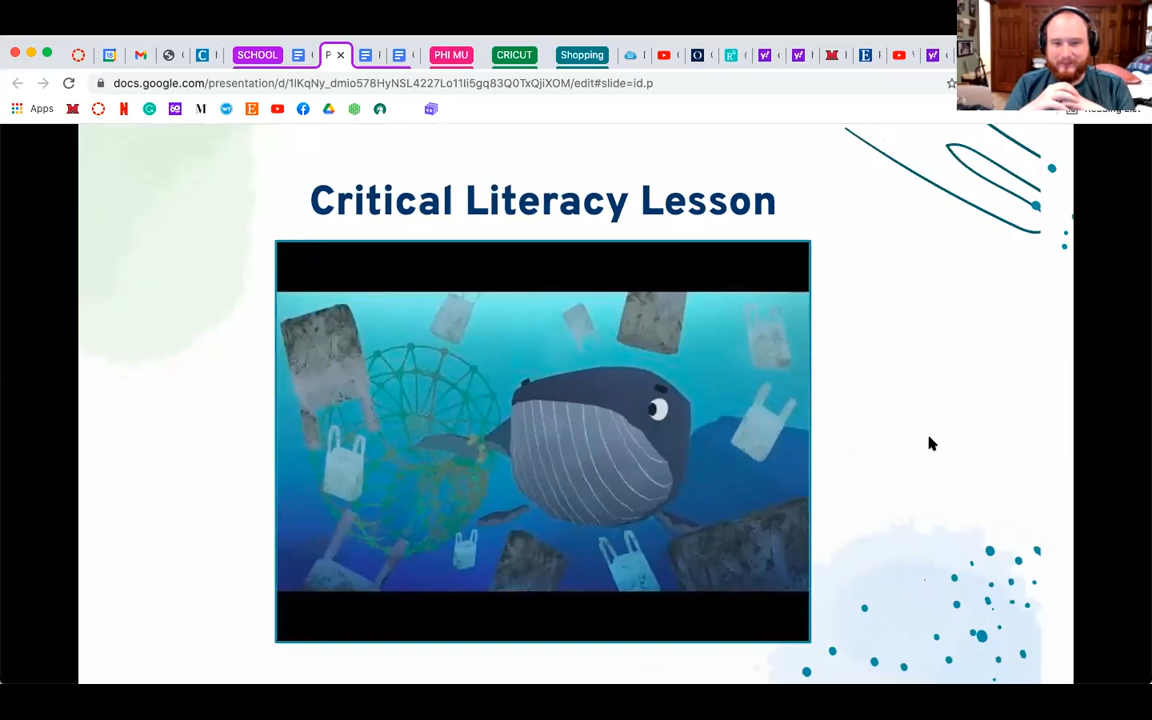 SCHOOL
PHI MU
CRICUT
Shopping
docs.google.com/presentation/d/1lKqNy_dmio578HyNSL4227Lo11li5gq83Q0TxQjiXOM/edit#slide=id.p
Apps
Critical Literacy Lesson